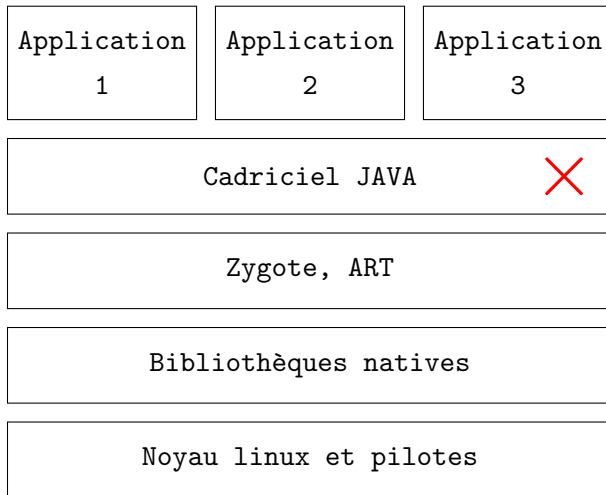 Application Application Application
1 2 3
Cadriciel JAVA
Zygote, ART
Bibliothèques natives
Noyau linux et pilotes